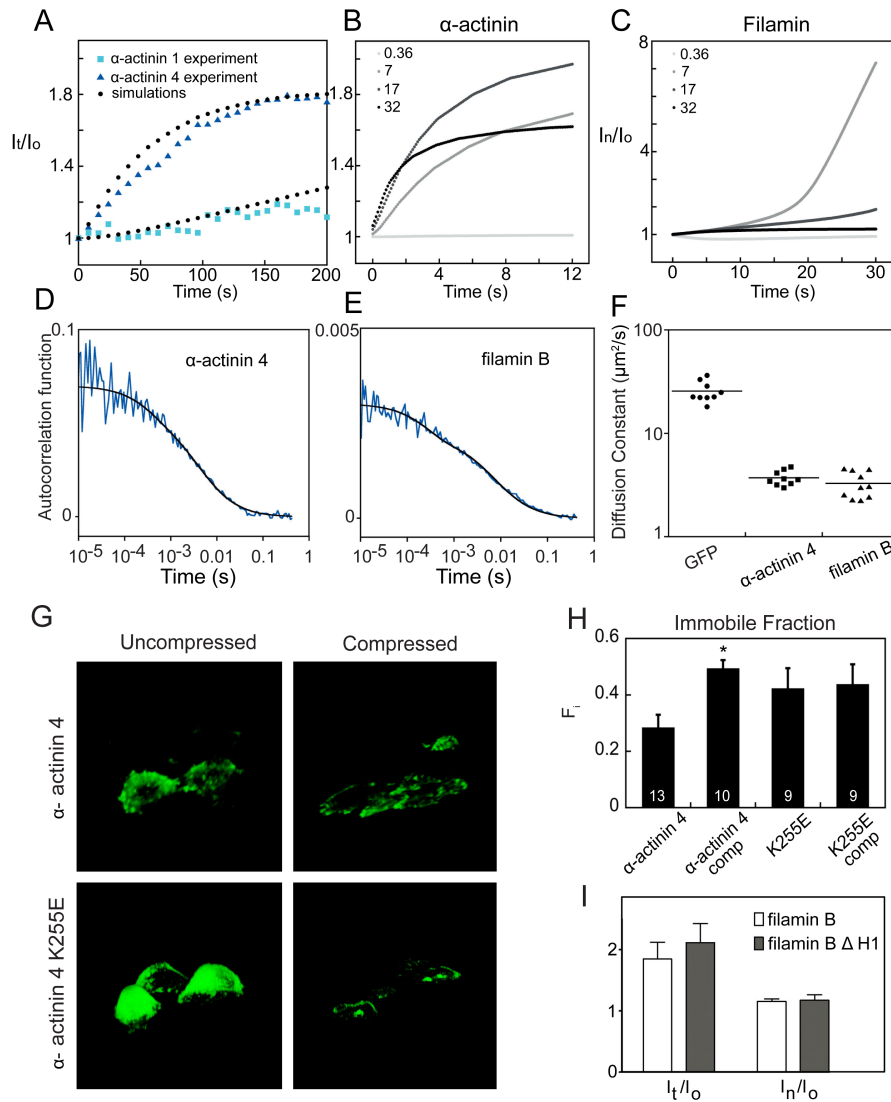 A
α-actinin 1 experiment
α-actinin 4 experiment
simulations
It/Io
1.8
1.4
1
0
50
100
150
200
Time (s)
B
α-actinin
0.36
7
17
32
1.8
1.4
1
0
4
8
12
Time (s)
C
Filamin
0.36
7
17
32
In/Io
8
4
1
0
10
20
30
Time (s)
D
α-actinin 4
Autocorrelation function
0.1
0
10-5
10-4
10-3
0.01
0.1
1
Time (s)
E
filamin B
0.005
0
10-5
10-4
10-3
0.01
0.1
1
Time (s)
F
Diffusion Constant (μm2/s)
100
10
1
GFP
α-actinin 4
filamin B
G
Uncompressed
Compressed
α- actinin 4
α- actinin 4 K255E
H
Immobile Fraction
Fi
0.6
0.4
0.2
0
*
13
10
9
9
α-actinin 4
α-actinin 4
comp
K255E
K255E
comp
I
filamin B
filamin B Δ H1
2
1
0
It/Io
In/Io